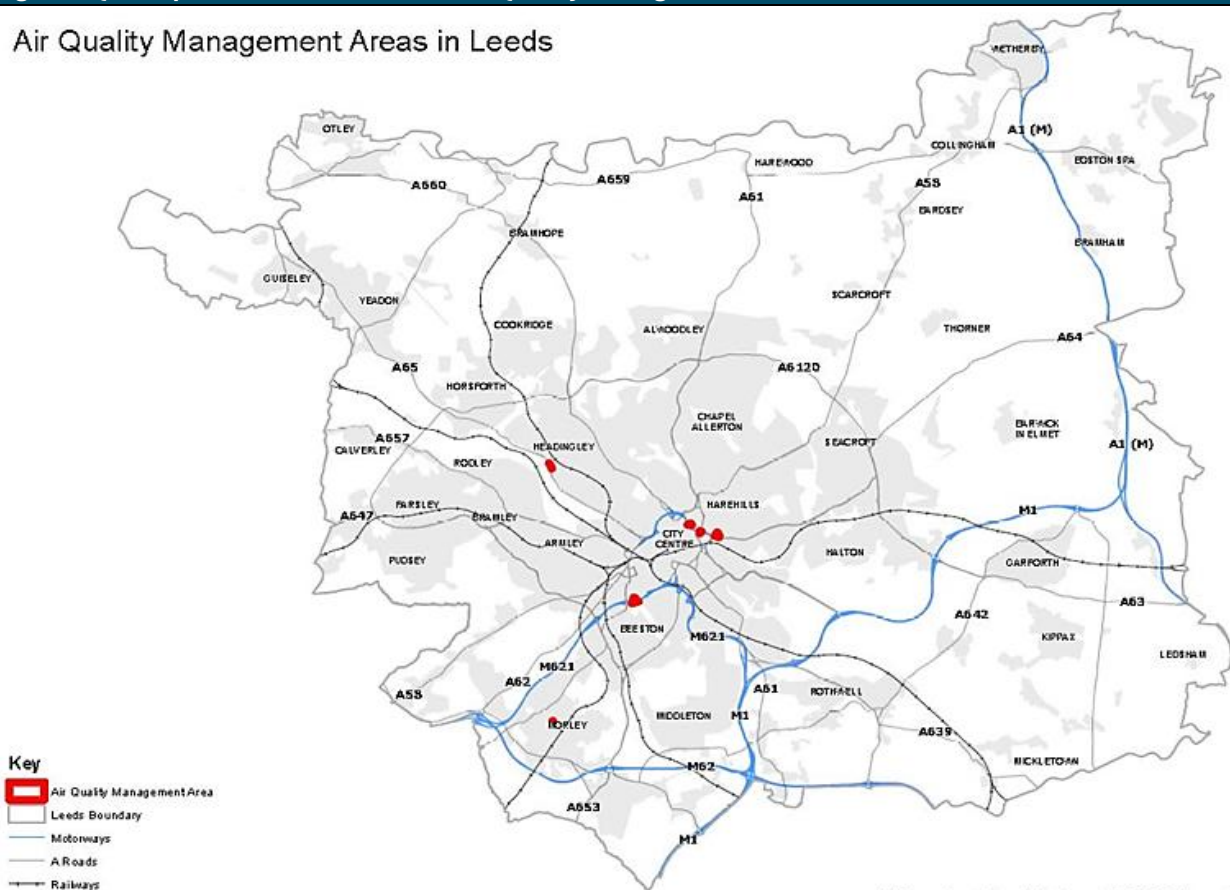 Air Quality Management Areas in Leeds
WETHERBY
OTLEY
A1 (M)
COLLINGHAM
HAREWOOD
BOSTON SPA
A660
A659
A58
A61
BARDSEY
BRAMHOPE
BRAMHAM
GUISELEY
YEADON
SCARCROFT
COOKRIDGE
ALWOODLEY
THORNER
A64
A65
A6120
HORSFORTH
CHAPEL
ALLERTON
BARWICK
IN ELMET
A657
CALVERLEY
HEADINGLEY
SEACROFT
A1 (M)
RODLEY
FARSLEY
HAREHILLS
A647
BRAMLEY
M1
CITY
CENTRE
ARMLEY
HALTON
PUDSEY
GARFORTH
A63
A642
BEESTON
M621
KIPPAX
LEDSHAM
M621
A62
A58
A61
ROTHWELL
MORLEY
MIDDLETON
M1
A639
M62
MICKLETOWN
A653
M1
Key
Air Quality Management Area
Leeds Boundary
Motorways
A Roads
Railways